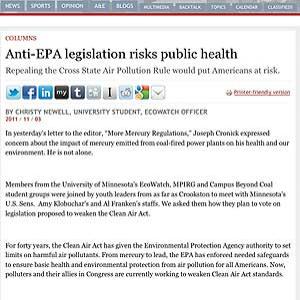 NEWS SPORTS OPINIONS A&E BLOGS MULTIMEDIA BACKTALK TOPICS CALENDAR CLASSIFIEDS
COLUMNS
Anti-EPA legislation risks public health
Repealing the Cross State Air Pollution Rule would put Americans at risk.
Printer-friendly version
BY CHRISTY NEWELL, UNIVERSITY STUDENT, ECOWATCH OFFICER
2011 / 11 / 03
In yesterday's letter to the editor, "More Mercury Regulations," Joseph Cronick expressed
concern about the impact of mercury emitted from coal-fired power plants on his health and our
environment. He is not alone.
Members from the University of Minnesota's EcoWatch, MPIRG and Campus Beyond Coal
student groups were joined by youth leaders from as far as Crookston to meet with Minnesota's
U.S. Sens. Amy Klobuchar's and Al Franken's staffs. We asked them how they plan to vote on
legislation proposed to weaken the Clean Air Act.
For forty years, the Clean Air Act has given the Environmental Protection Agency authority to set
limits on harmful air pollutants. From mercury to lead, the EPA has enforced needed safeguards
to ensure basic health and environmental protection from air pollution for all Americans. Now,
polluters and their allies in Congress are currently working to weaken Clean Air Act standards.